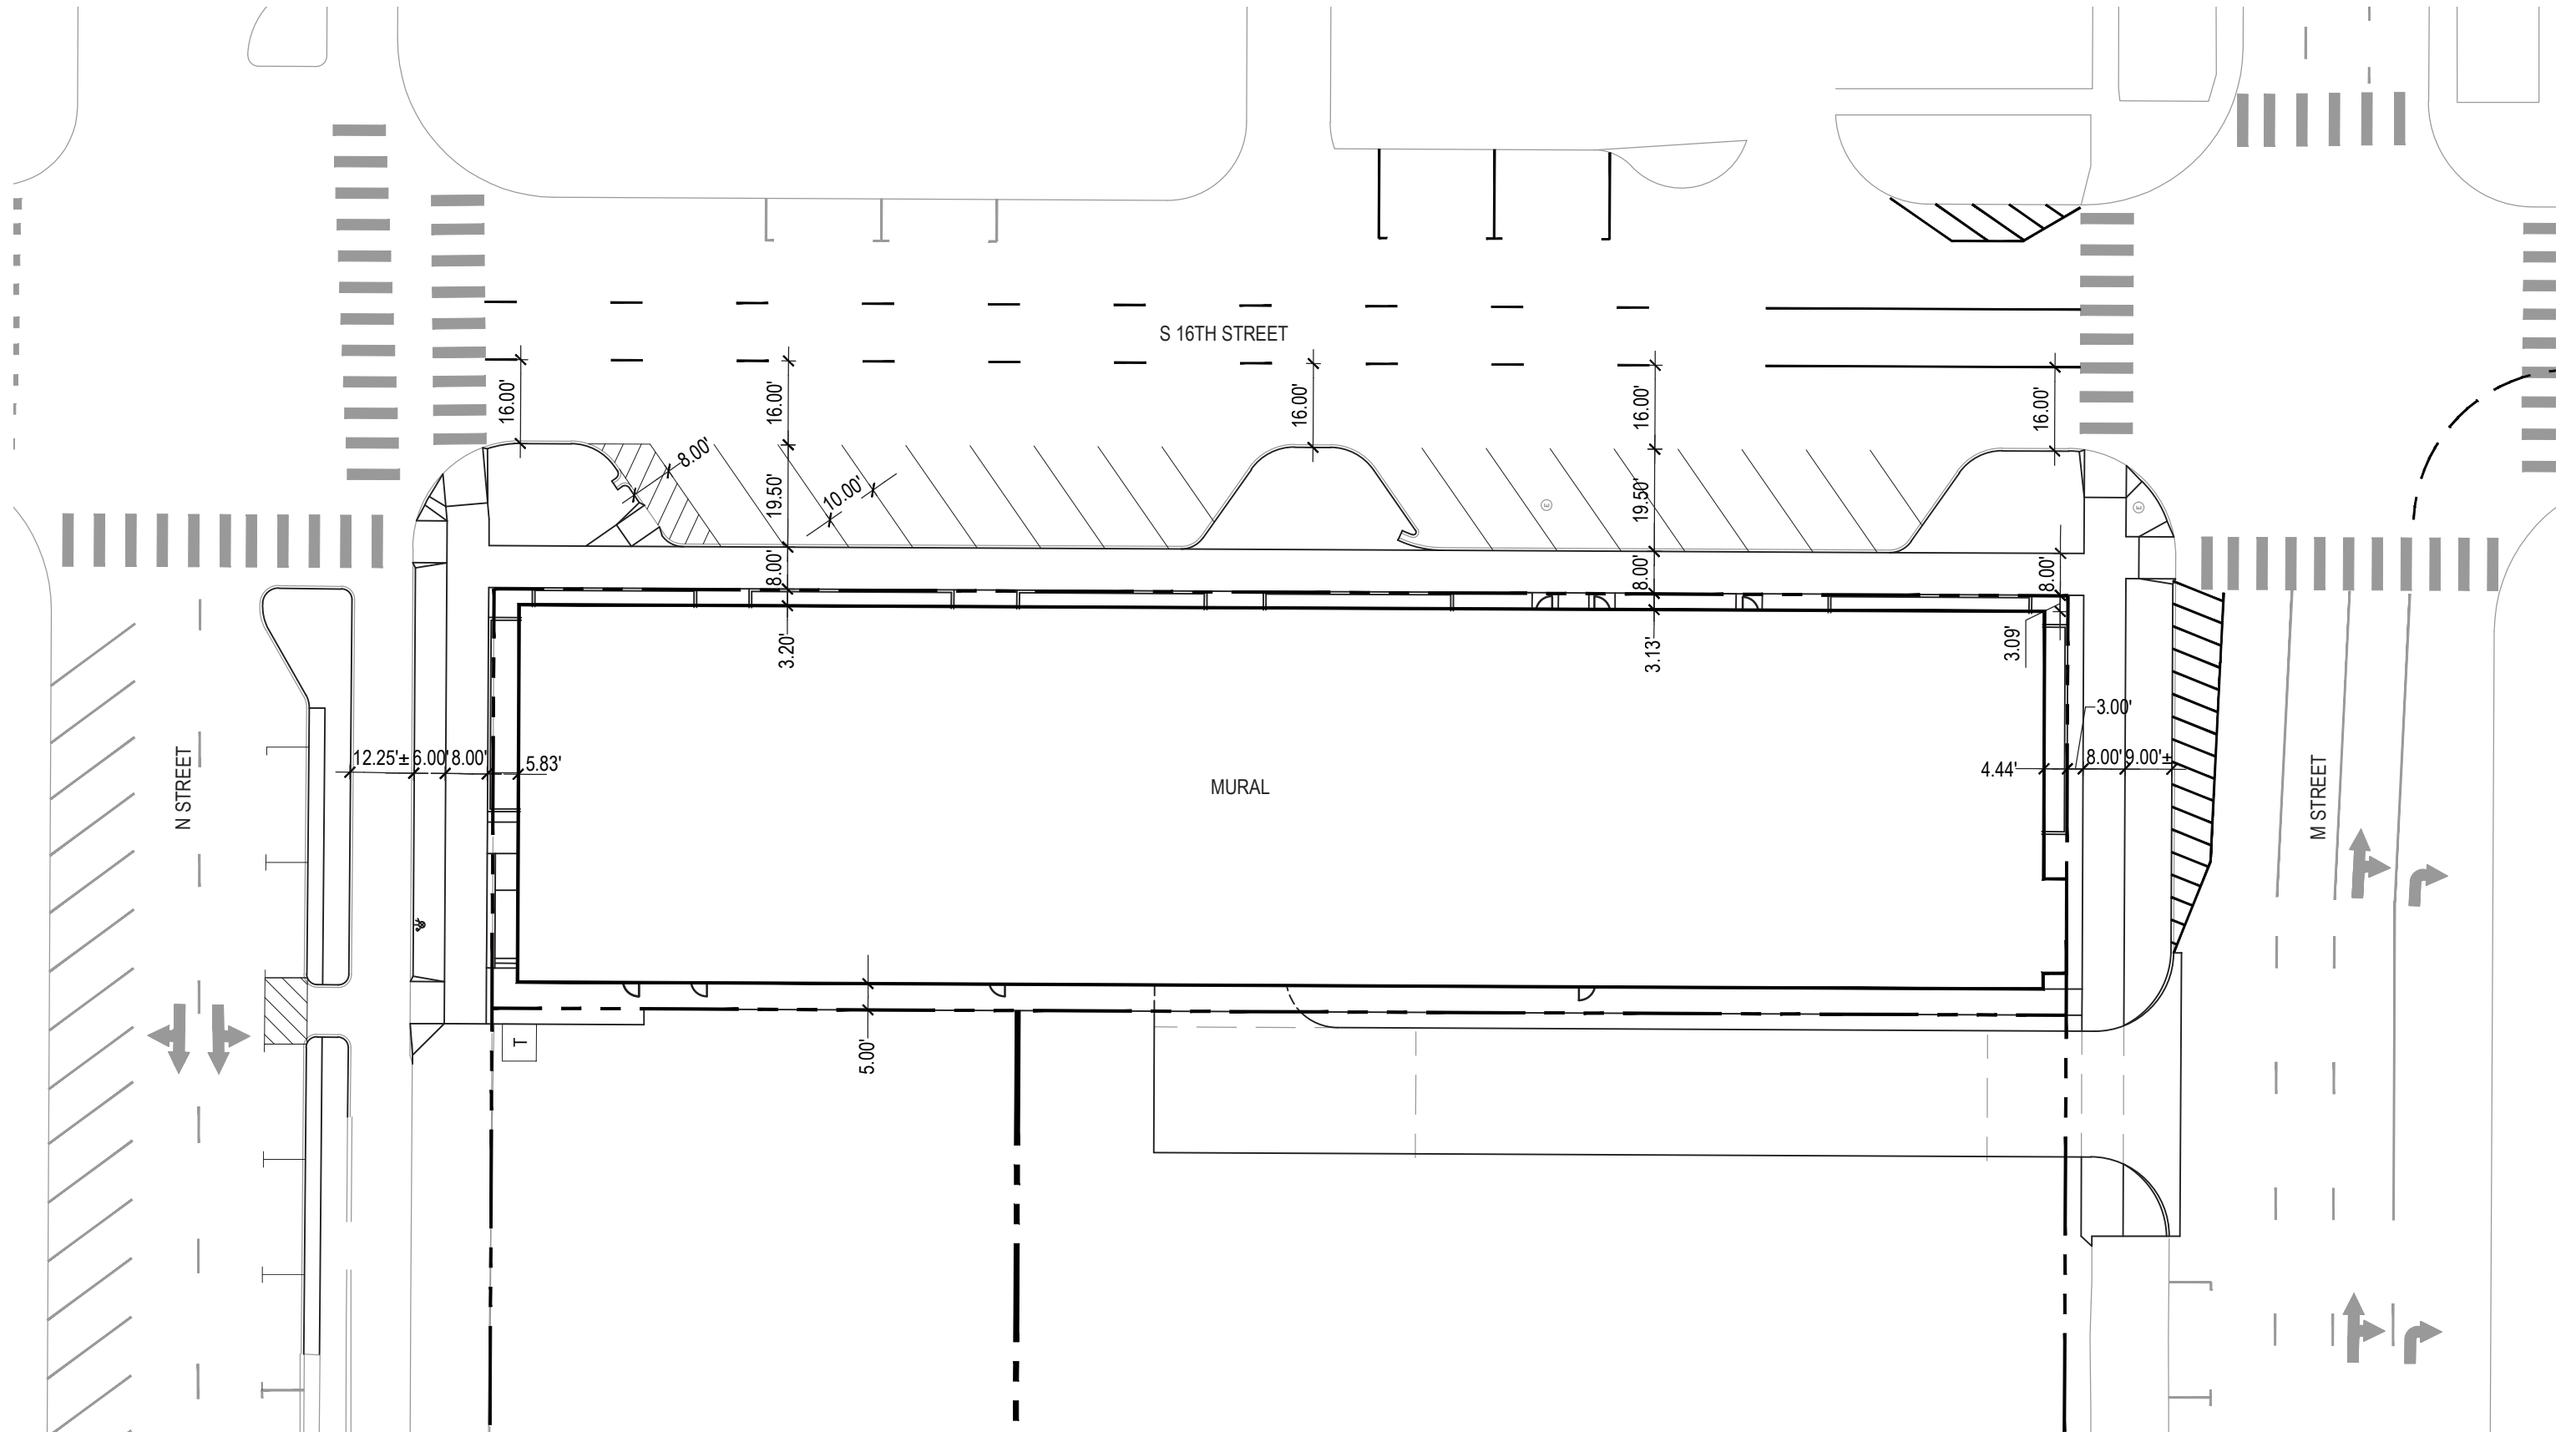 S 16TH STREET
16.00'
16.00'
16.00'
16.00'
16.00'
8.00'
10.00'
19.50'
19.50'
E
E
8.00'
8.00'
8.00'
3.20'
3.13'
3.09'
3.00'
N STREET
12.25'± 6.00' 8.00'
5.83'
MURAL
4.44'
8.00' 9.00'±
M STREET
5.00'
T